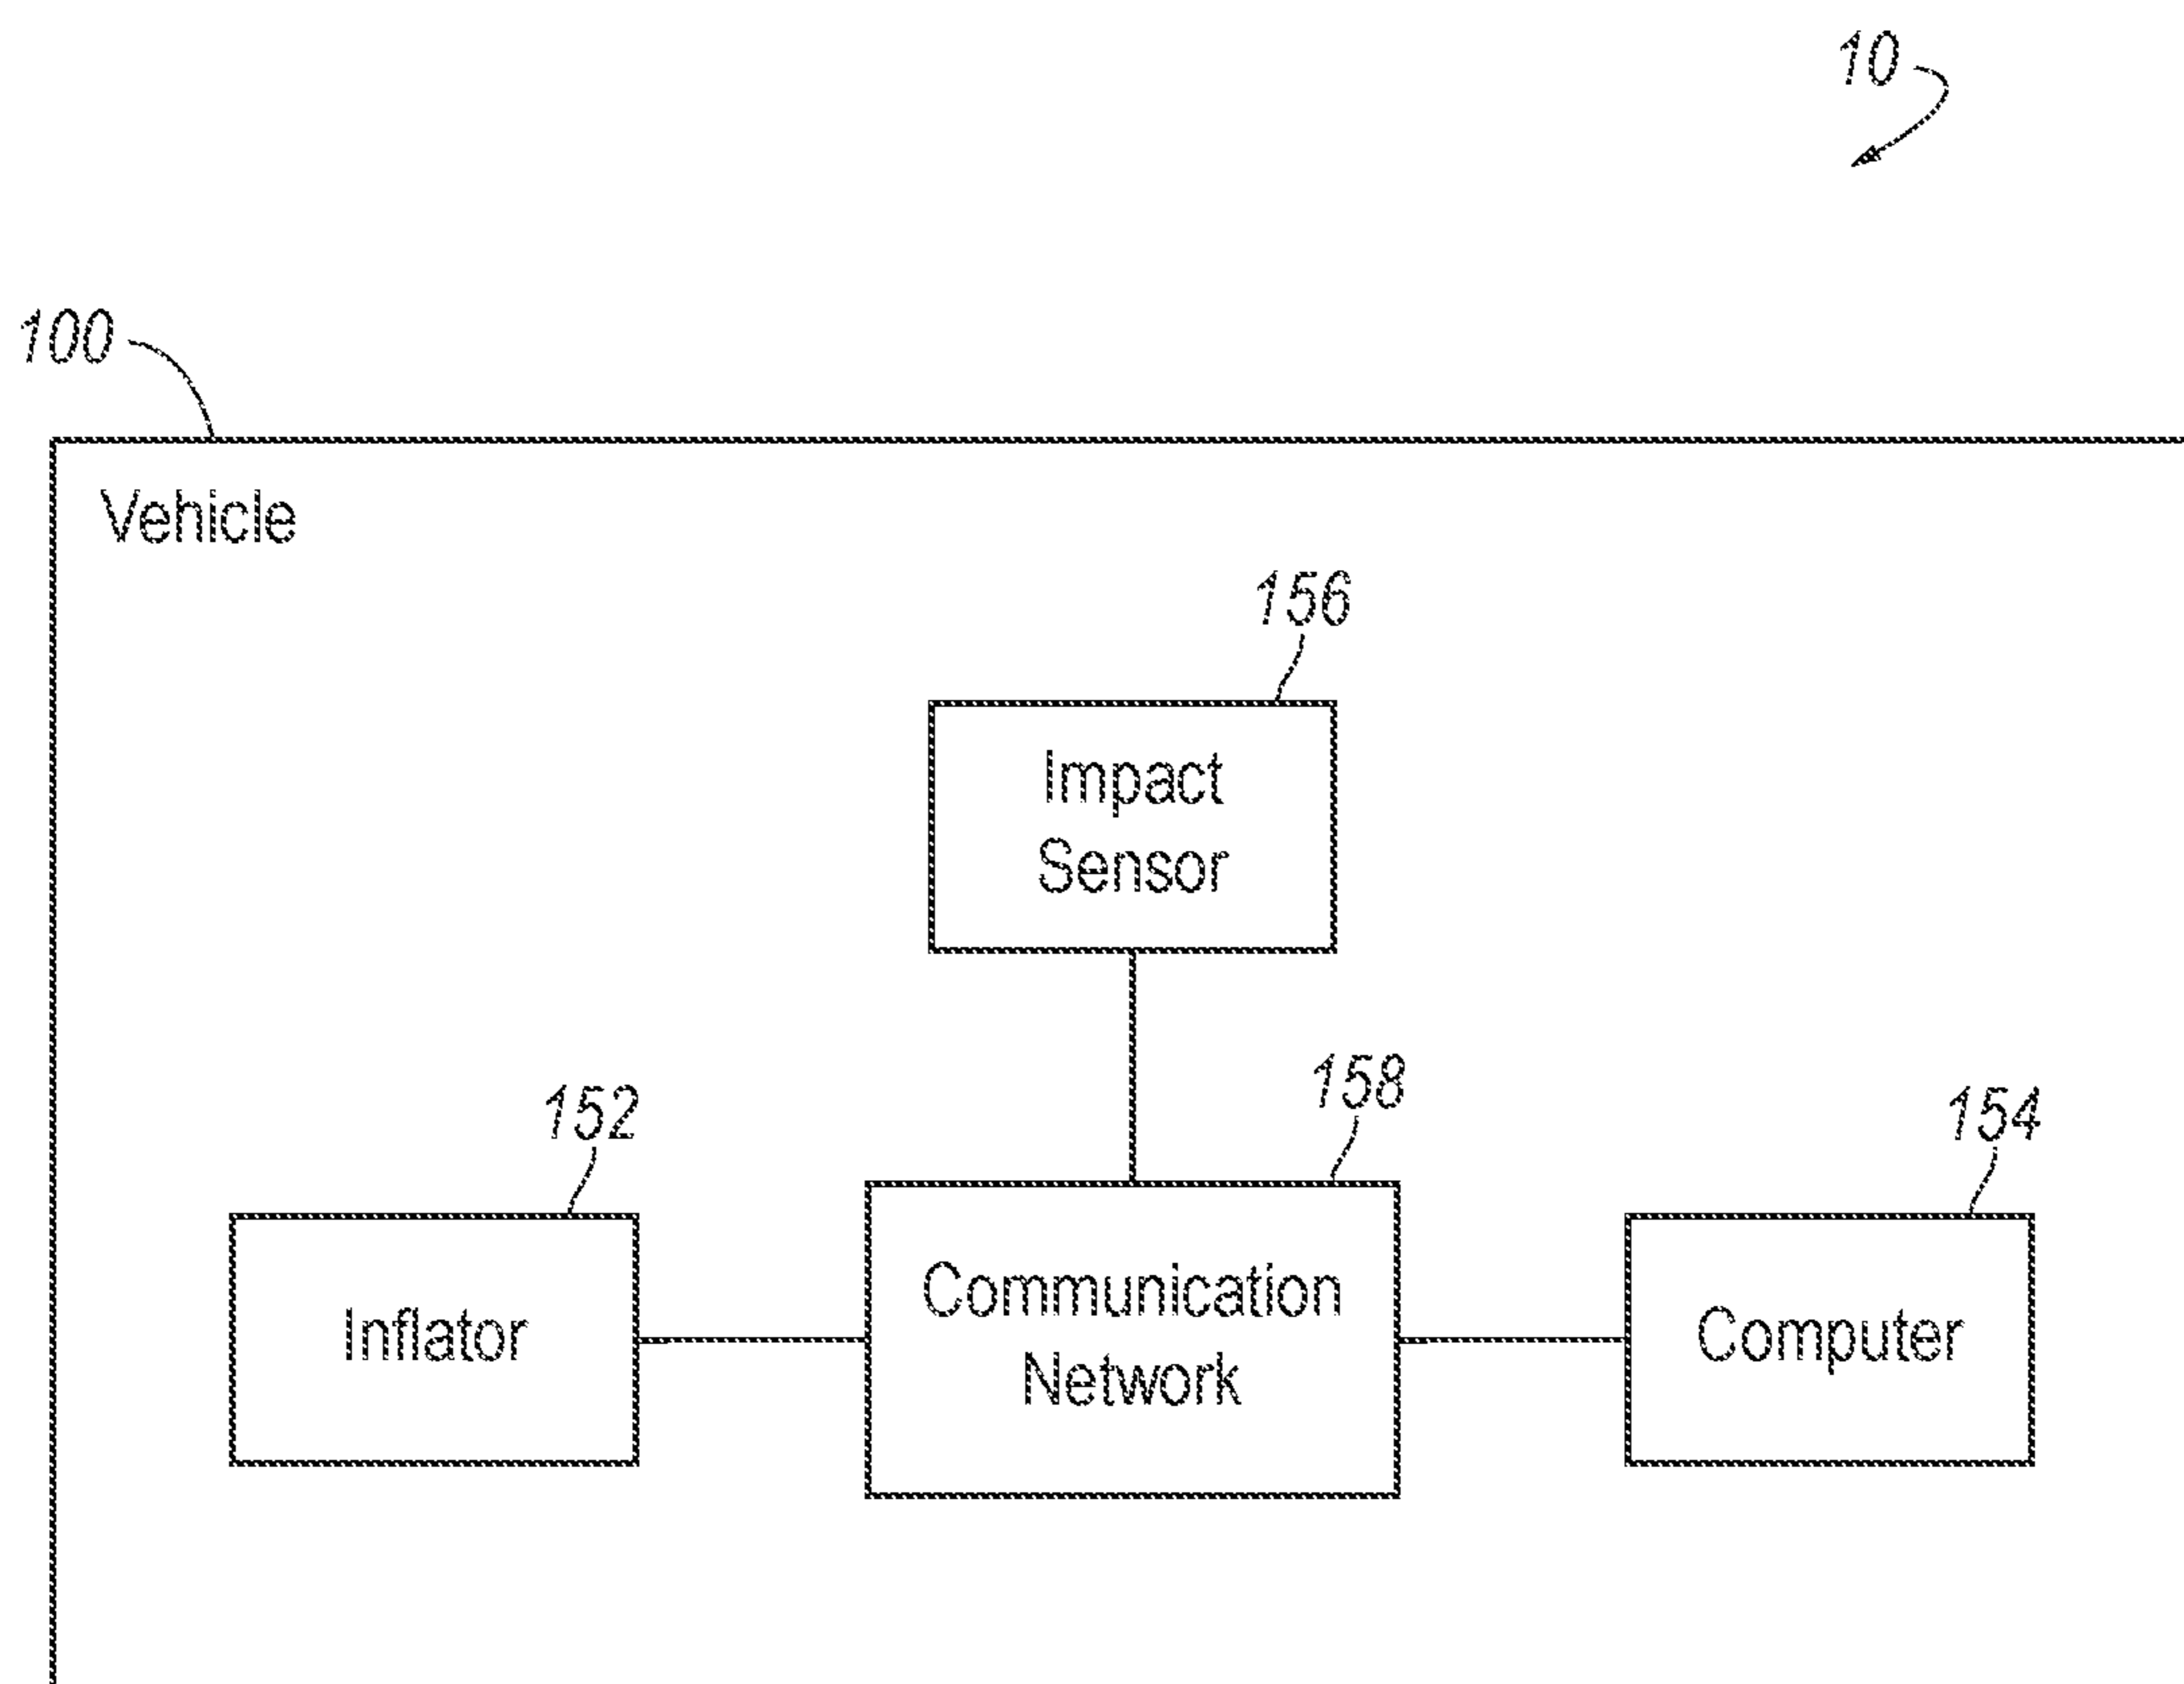 10
100
Vehicle
156
Impact
Sensor
158
152
154
Communication
Network
Inflator
Computer